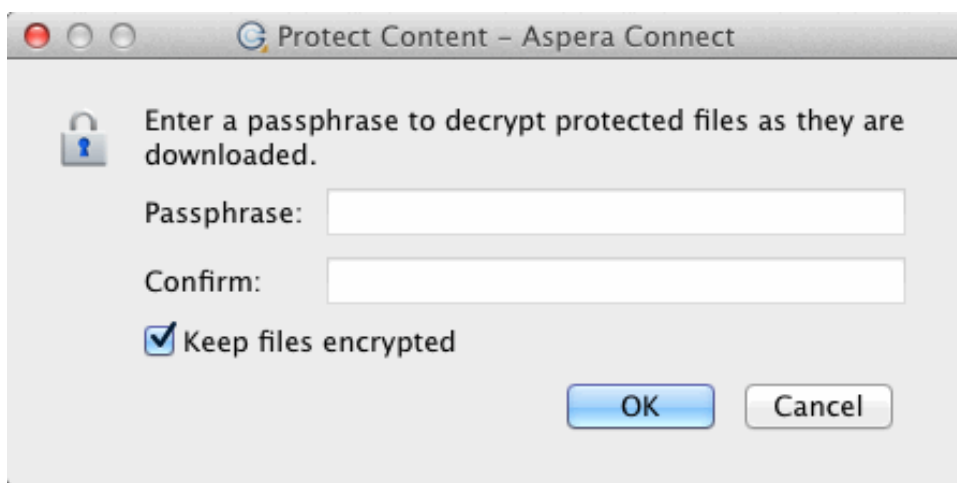 Protect Content – Aspera Connect
Enter a passphrase to decrypt protected files as they are
downloaded.
Passphrase:
Confirm:
Keep files encrypted
OK
Cancel